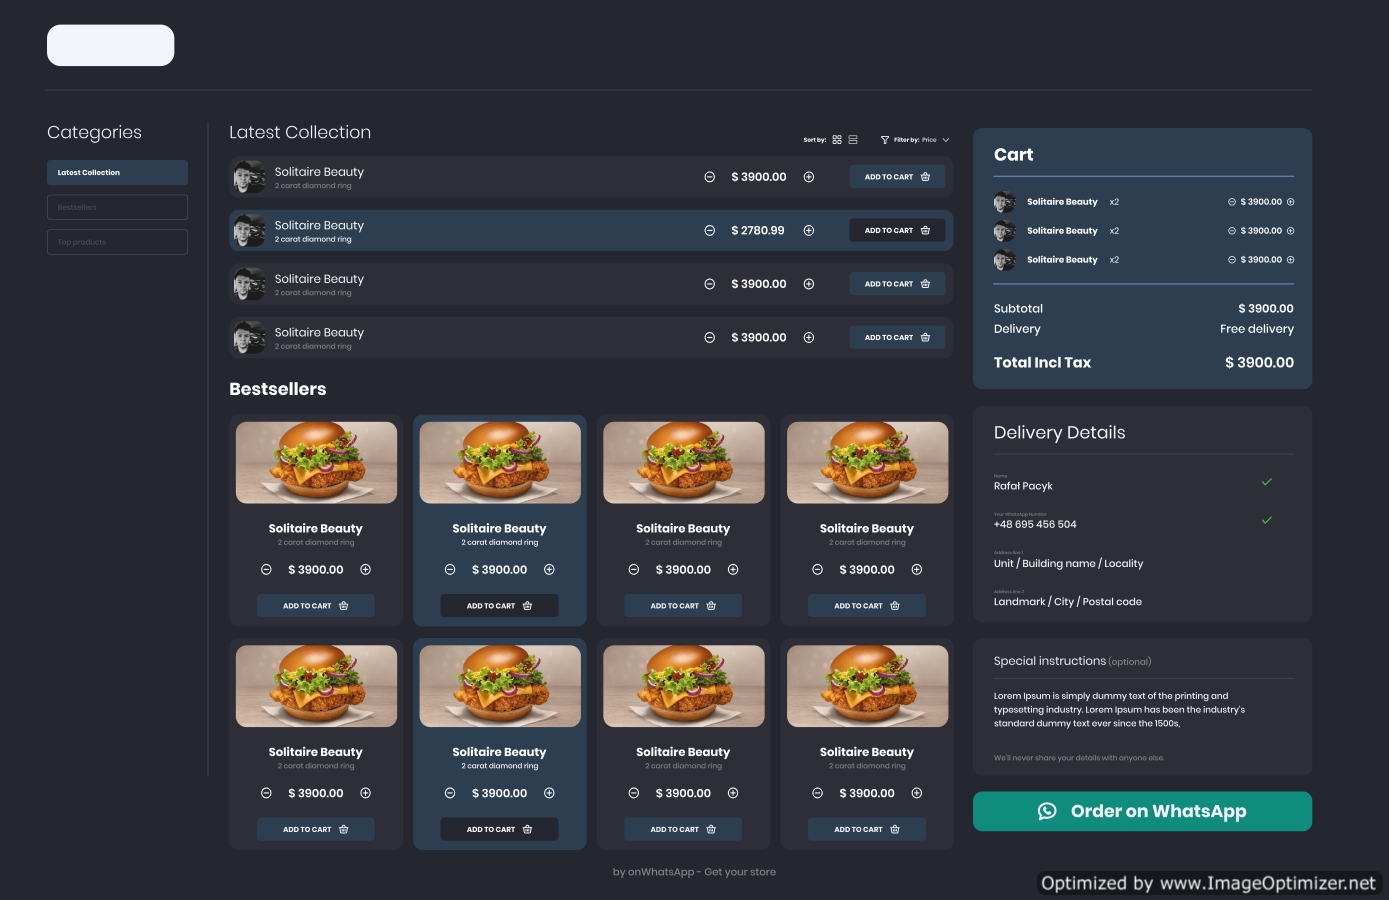 Categories
Latest Collection
Bestsellers
Top products
Latest Collection
Sort by:
Filter by: Price
Solitaire Beauty
2 carat diamond ring
$ 3900.00
ADD TO CART
Solitaire Beauty
2 carat diamond ring
$ 2780.99
ADD TO CART
Solitaire Beauty
2 carat diamond ring
$ 3900.00
ADD TO CART
Solitaire Beauty
2 carat diamond ring
$ 3900.00
ADD TO CART
Bestsellers
Solitaire Beauty
2 carat diamond ring
$ 3900.00
ADD TO CART
Solitaire Beauty
2 carat diamond ring
$ 3900.00
ADD TO CART
Solitaire Beauty
2 carat diamond ring
$ 3900.00
ADD TO CART
Solitaire Beauty
2 carat diamond ring
$ 3900.00
ADD TO CART
Solitaire Beauty
2 carat diamond ring
$ 3900.00
ADD TO CART
Solitaire Beauty
2 carat diamond ring
$ 3900.00
ADD TO CART
Solitaire Beauty
2 carat diamond ring
$ 3900.00
ADD TO CART
Solitaire Beauty
2 carat diamond ring
$ 3900.00
ADD TO CART
Cart
Solitaire Beauty x2 $ 3900.00
Solitaire Beauty x2 $ 3900.00
Solitaire Beauty x2 $ 3900.00
Subtotal $ 3900.00
Delivery Free delivery
Total Incl Tax $ 3900.00
Delivery Details
Name
Rafał Pacyk
Your WhatsApp Number
+48 695 456 504
Address line 1
Unit / Building name / Locality
Address line 2
Landmark / City / Postal code
Special instructions (optional)
Lorem Ipsum is simply dummy text of the printing and
typesetting industry. Lorem Ipsum has been the industry's
standard dummy text ever since the 1500s,
We'll never share your details with anyone else.
Order on WhatsApp
by onWhatsApp - Get your store
Optimized by www.ImageOptimizer.net